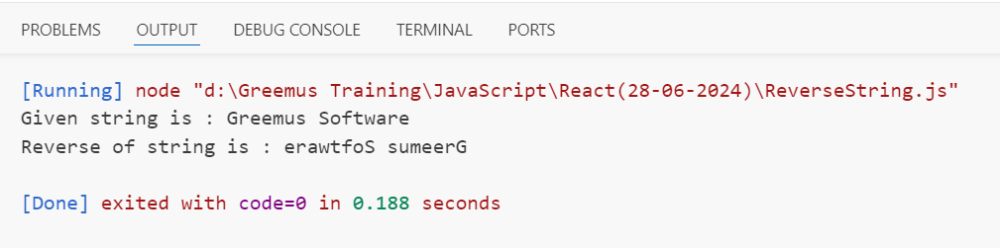 PROBLEMS OUTPUT DEBUG CONSOLE TERMINAL PORTS
[Running] node "d:\Greemus Training\JavaScript\React(28-06-2024)\ReverseString.js"
Given string is : Greemus Software
Reverse of string is : erawtfoS sumeerG
[Done] exited with code=0 in 0.188 seconds